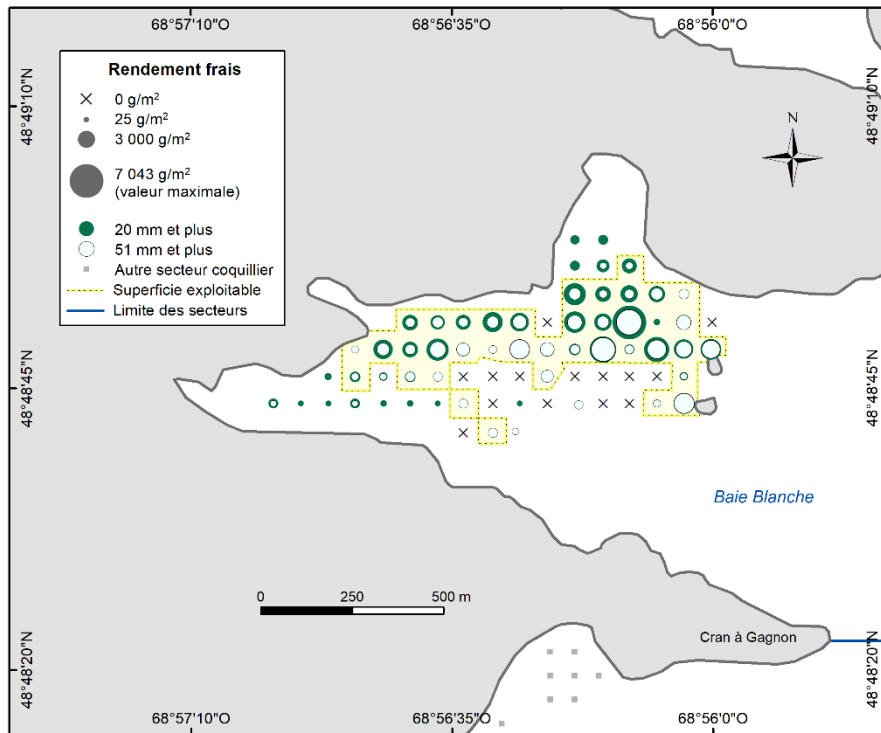 68°57'10"O
68°56'35"O
68°56'0"O
48°49'10"N
48°49'10"N
Rendement frais
0 g/m²
25 g/m²
3 000 g/m²
7 043 g/m²
(valeur maximale)
20 mm et plus
51 mm et plus
Autre secteur coquillier
Superficie exploitable
Limite des secteurs
N
48°48'45"N
48°48'45"N
Baie Blanche
0
250
500 m
Cran à Gagnon
48°48'20"N
48°48'20"N
68°57'10"O
68°56'35"O
68°56'0"O